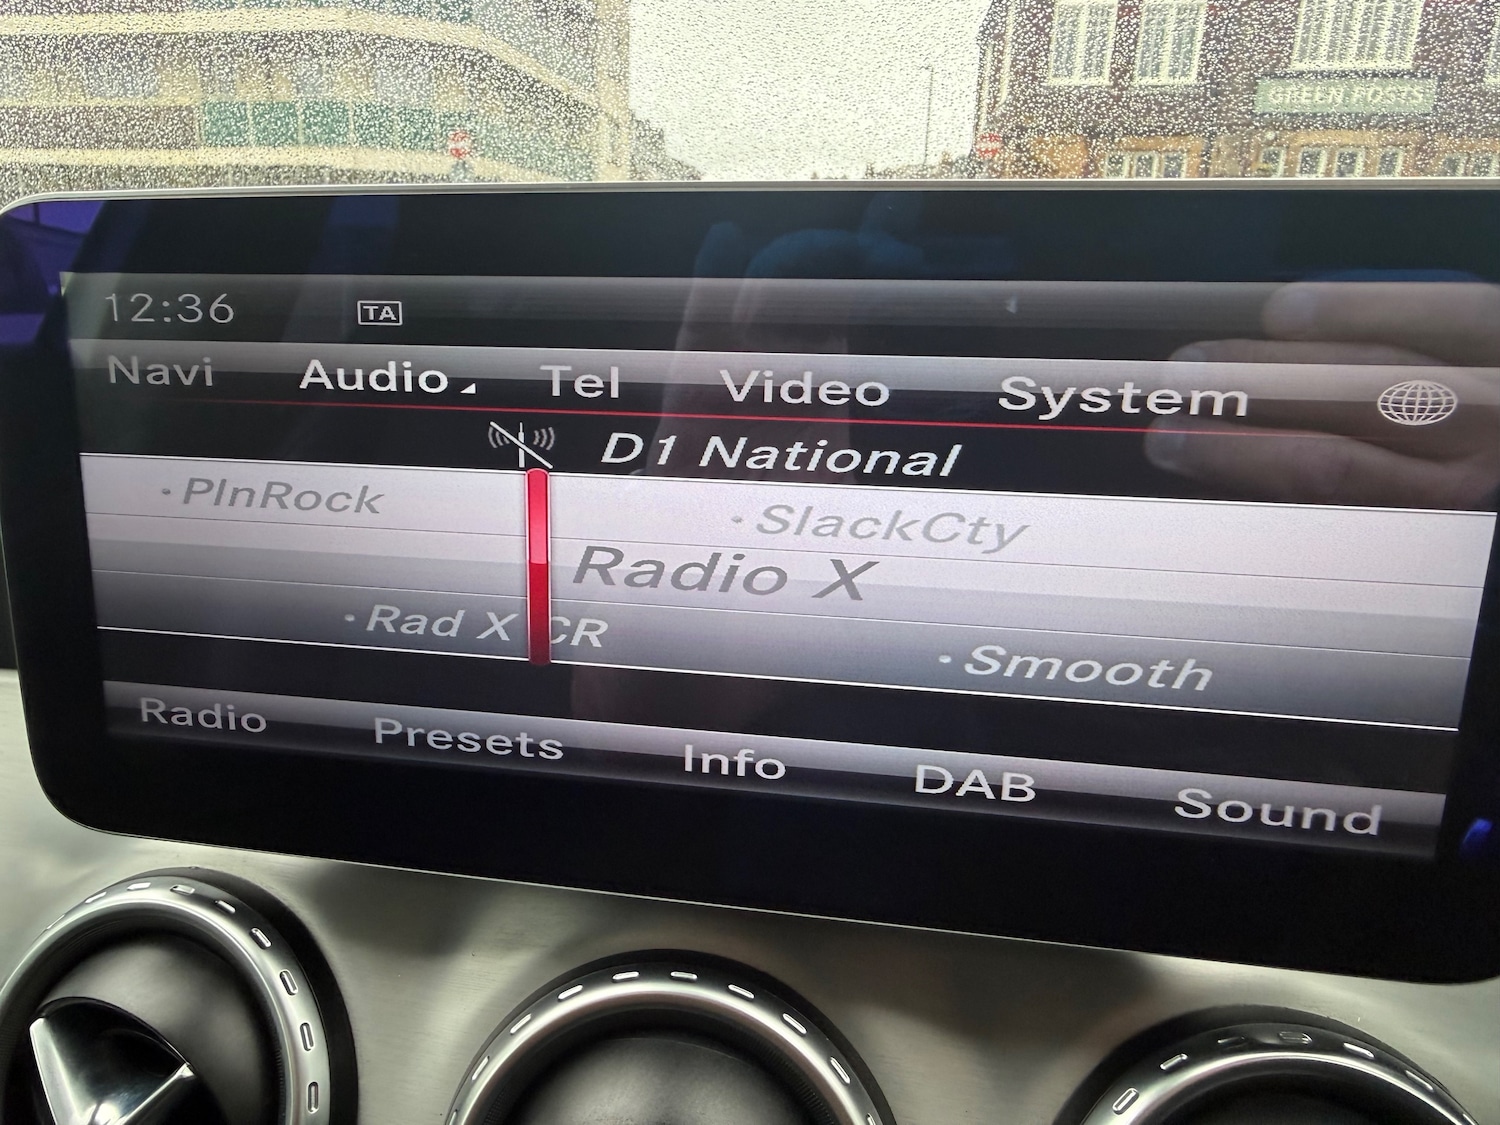 GREEN POSTS
12:36 TA
Navi Audio Tel Video System
D1 National
PlnRock SlackCty
Radio X
Rad X CR Smooth
Radio Presets Info DAB Sound